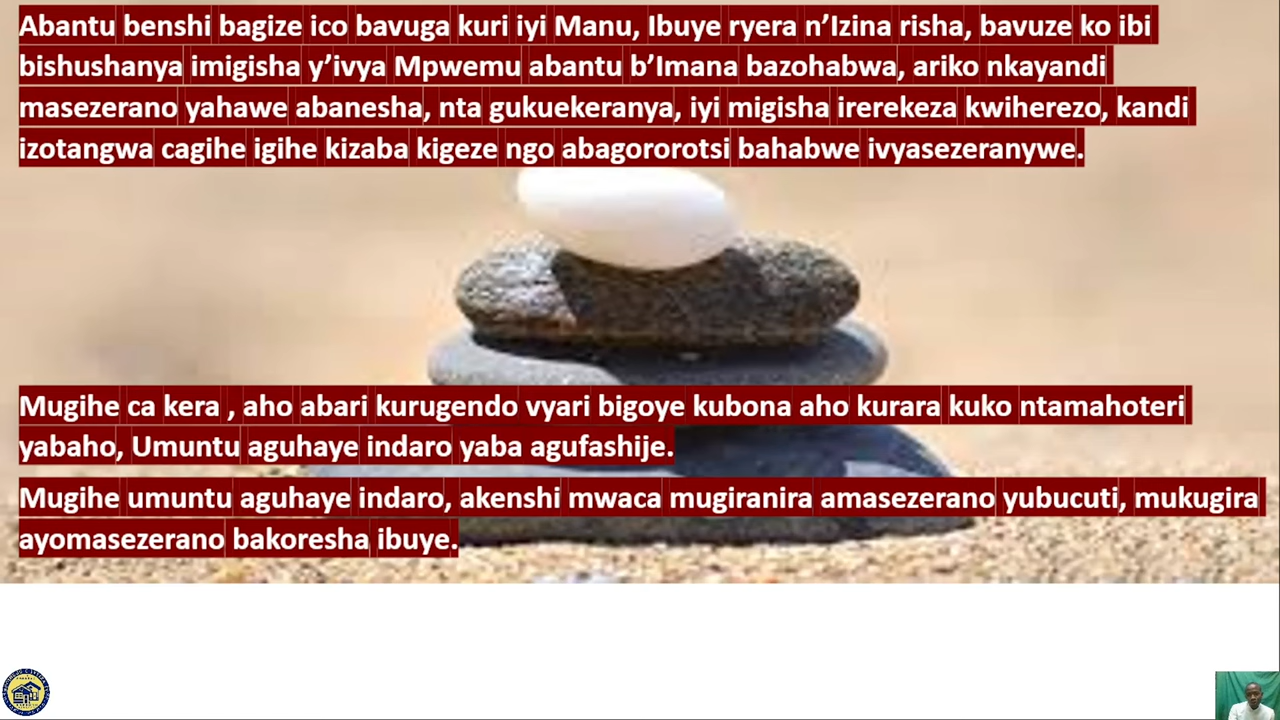 Abantu benshi bagize ico bavuga kuri iyi Manu, Ibuye ryera n’Izina risha, bavuze ko ibi
bishushanya imigisha y’ivya Mpwemu abantu b’Imana bazohabwa, ariko nkayandi
masezerano yahawe abanesha, nta gukuekeranya, iyi migisha irerekeza kwiherezo, kandi
izotangwa cagihe igihe kizaba kigeze ngo abagororotsi bahabwe ivyasezeranywe.
Mugihe ca kera , aho abari kurugendo vyari bigoye kubona aho kurara kuko ntamahoteri
yabaho, Umuntu aguhaye indaro yaba agufashije.
Mugihe umuntu aguhaye indaro, akenshi mwaca mugiranira amasezerano yubucuti, mukugira
ayomasezerano bakoresha ibuye.